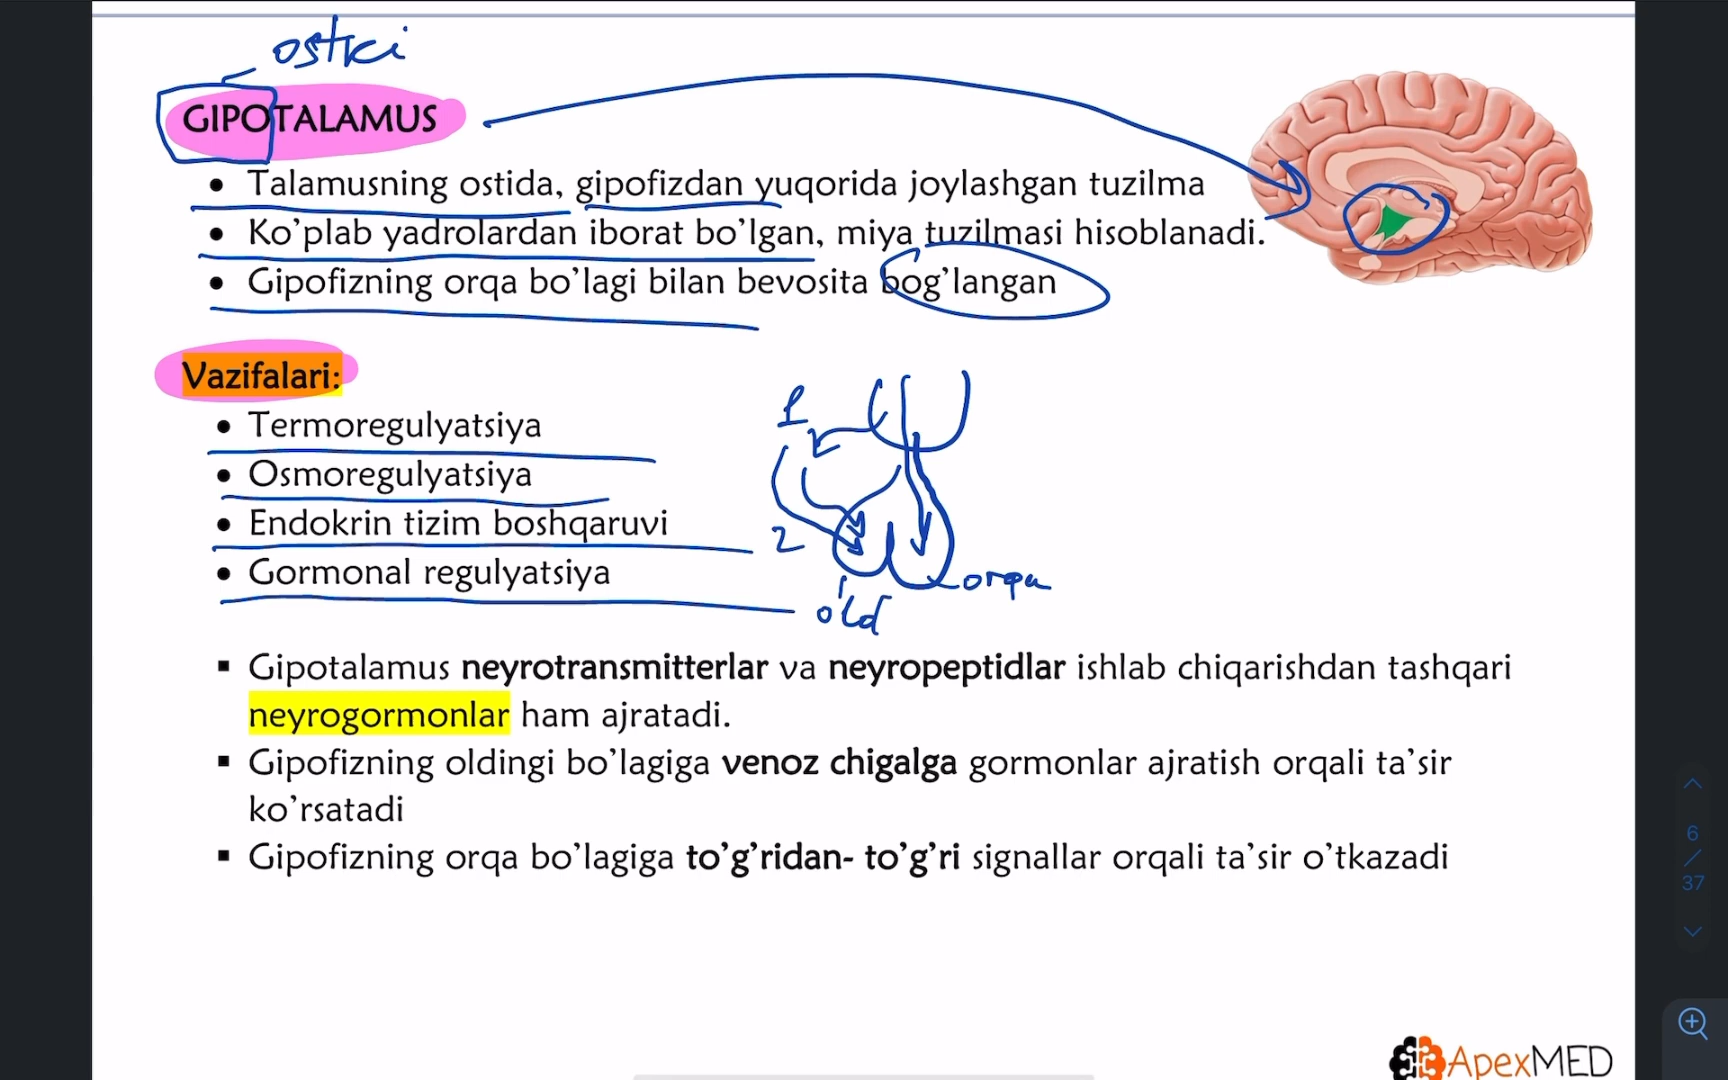 ostki
GIPOTALAMUS
• Talamusning ostida, gipofizdan yuqorida joylashgan tuzilma
• Ko'plab yadrolardan iborat bo'lgan, miya tuzilmasi hisoblanadi.
• Gipofizning orqa bo'lagi bilan bevosita bog'langan
Vazifalari:
• Termoregulyatsiya
• Osmoregulyatsiya
• Endokrin tizim boshqaruvi
• Gormonal regulyatsiya
1
2
orqa
old
▪ Gipotalamus neyrotransmitterlar va neyropeptidlar ishlab chiqarishdan tashqari
neyrogormonlar ham ajratadi.
▪ Gipofizning oldingi bo'lagiga venoz chigalga gormonlar ajratish orqali ta'sir
ko'rsatadi
▪ Gipofizning orqa bo'lagiga to'g'ridan- to'g'ri signallar orqali ta'sir o'tkazadi
6
/
37
ApexMED